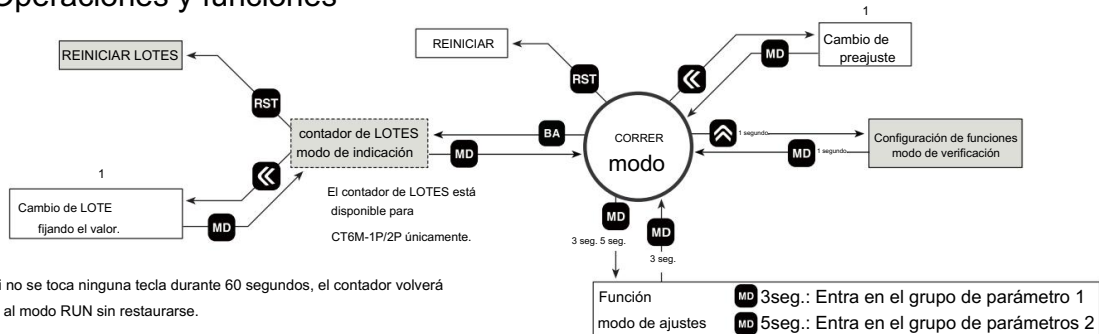 Operaciones y funciones
1
REINICIAR LOTES
REINICIAR
Cambio de
preajuste
MD
RST
RST
contador de LOTES
modo de indicación
BA
MD
CORRER
modo
1 segundo
MD
1 segundo
Configuración de funciones
modo de verificación
1
Cambio de LOTE
fijando el valor.
MD
El contador de LOTES está
disponible para
CT6M-1P/2P únicamente.
MD
3 seg. 5 seg.
MD
3 seg.
i no se toca ninguna tecla durante 60 segundos, el contador volverá
al modo RUN sin restaurarse.
Función
modo de ajustes
MD 3seg.: Entra en el grupo de parámetro 1
MD 5seg.: Entra en el grupo de parámetros 2